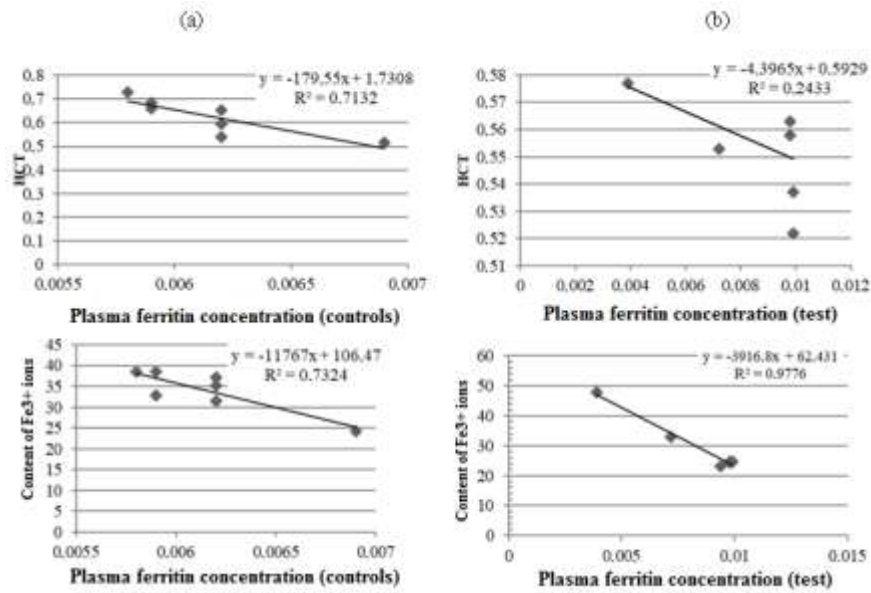 (a)
(b)
y = -179,55x + 1,7308
R² = 0,7132
0.8
0.7
0.6
0.5
0.4
0.3
0.2
0.1
0
HCT
0.0055 0.006 0.0065 0.007
Plasma ferritin concentration (controls)
y = -4,3965x + 0,5929
R² = 0,2433
0.58
0.57
0.56
0.55
0.54
0.53
0.52
0.51
HCT
0 0.002 0.004 0.006 0.008 0.01 0.012
Plasma ferritin concentration (test)
y = -11767x + 106,47
R² = 0,7324
45
40
35
30
25
20
15
10
5
0
Content of Fe3+ ions
0.0055 0.006 0.0065 0.007
Plasma ferritin concentration (controls)
y = -3916,8x + 62,431
R² = 0,9776
60
50
40
30
20
10
0
Content of Fe3+ ions
0 0.005 0.01 0.015
Plasma ferritin concentration (test)